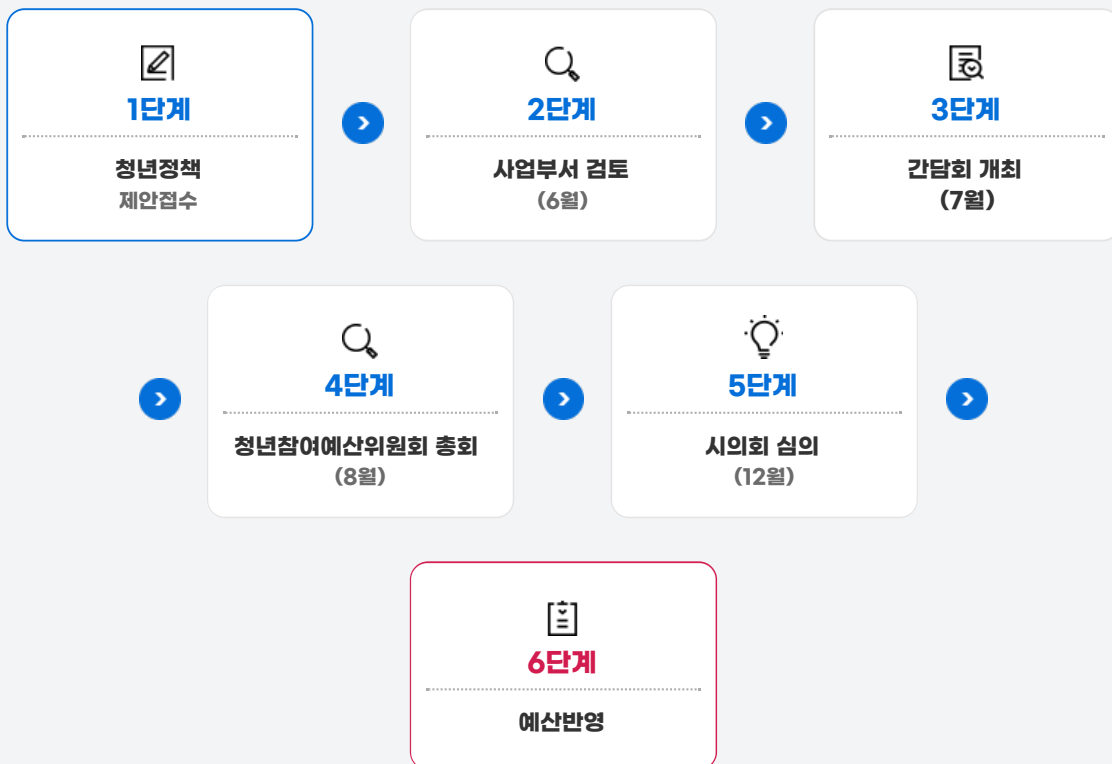 1단계
청년정책
제안접수
2단계
사업부서 검토
(6월)
3단계
간담회 개최
(7월)
4단계
청년참여예산위원회 총회
(8월)
5단계
시의회 심의
(12월)
6단계
예산반영